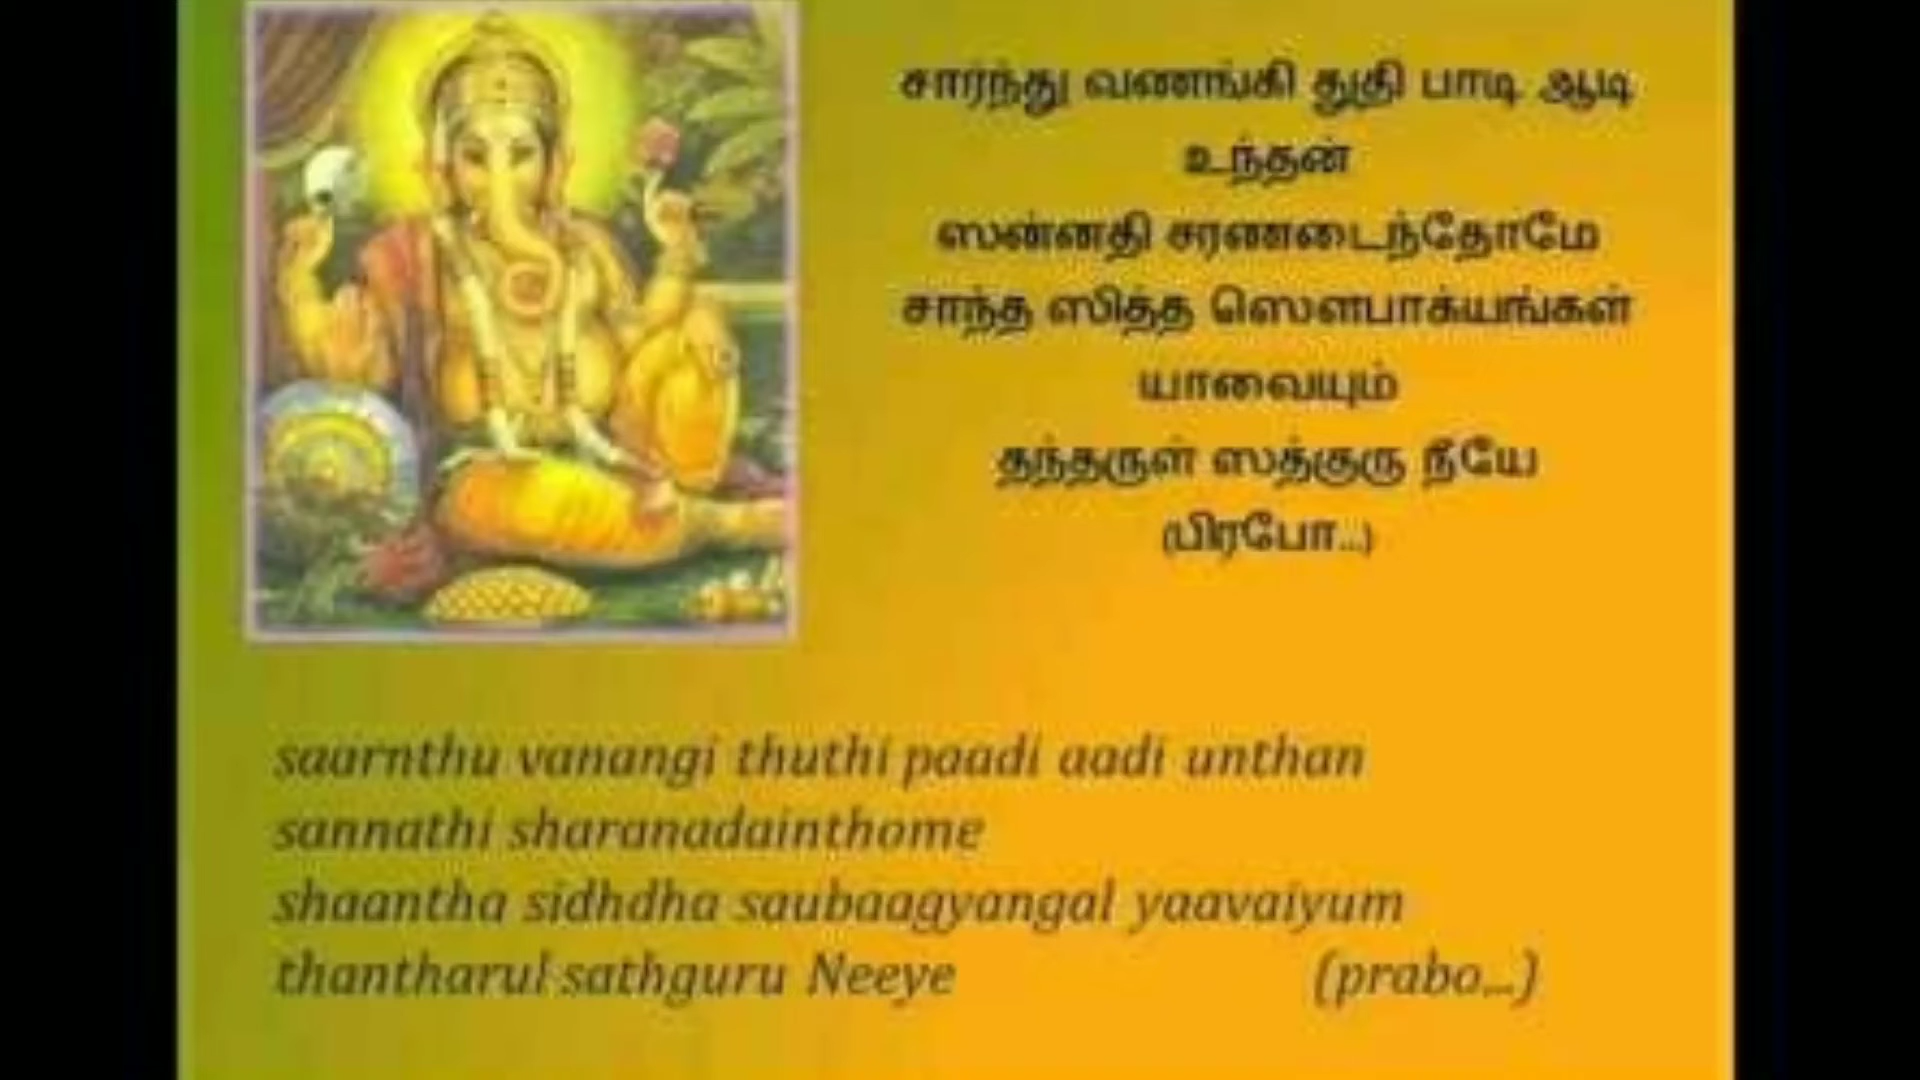 சார்ந்து வணங்கி துதி பாடி ஆடி
உந்தன்
ஸன்னதி சரணடைந்தோமே
சாந்த ஸித்த ஸௌபாக்யங்கள்
யாவையும்
தந்தருள் ஸத்குரு நீயே
(பிரபோ...)
saarnthu vanangi thuthi paadi aadi unthan
sannathi sharanadainthome
shaantha sidhdha saubaagyangal yaavaiyum
thantharul sathguru Neeye (prabo...)